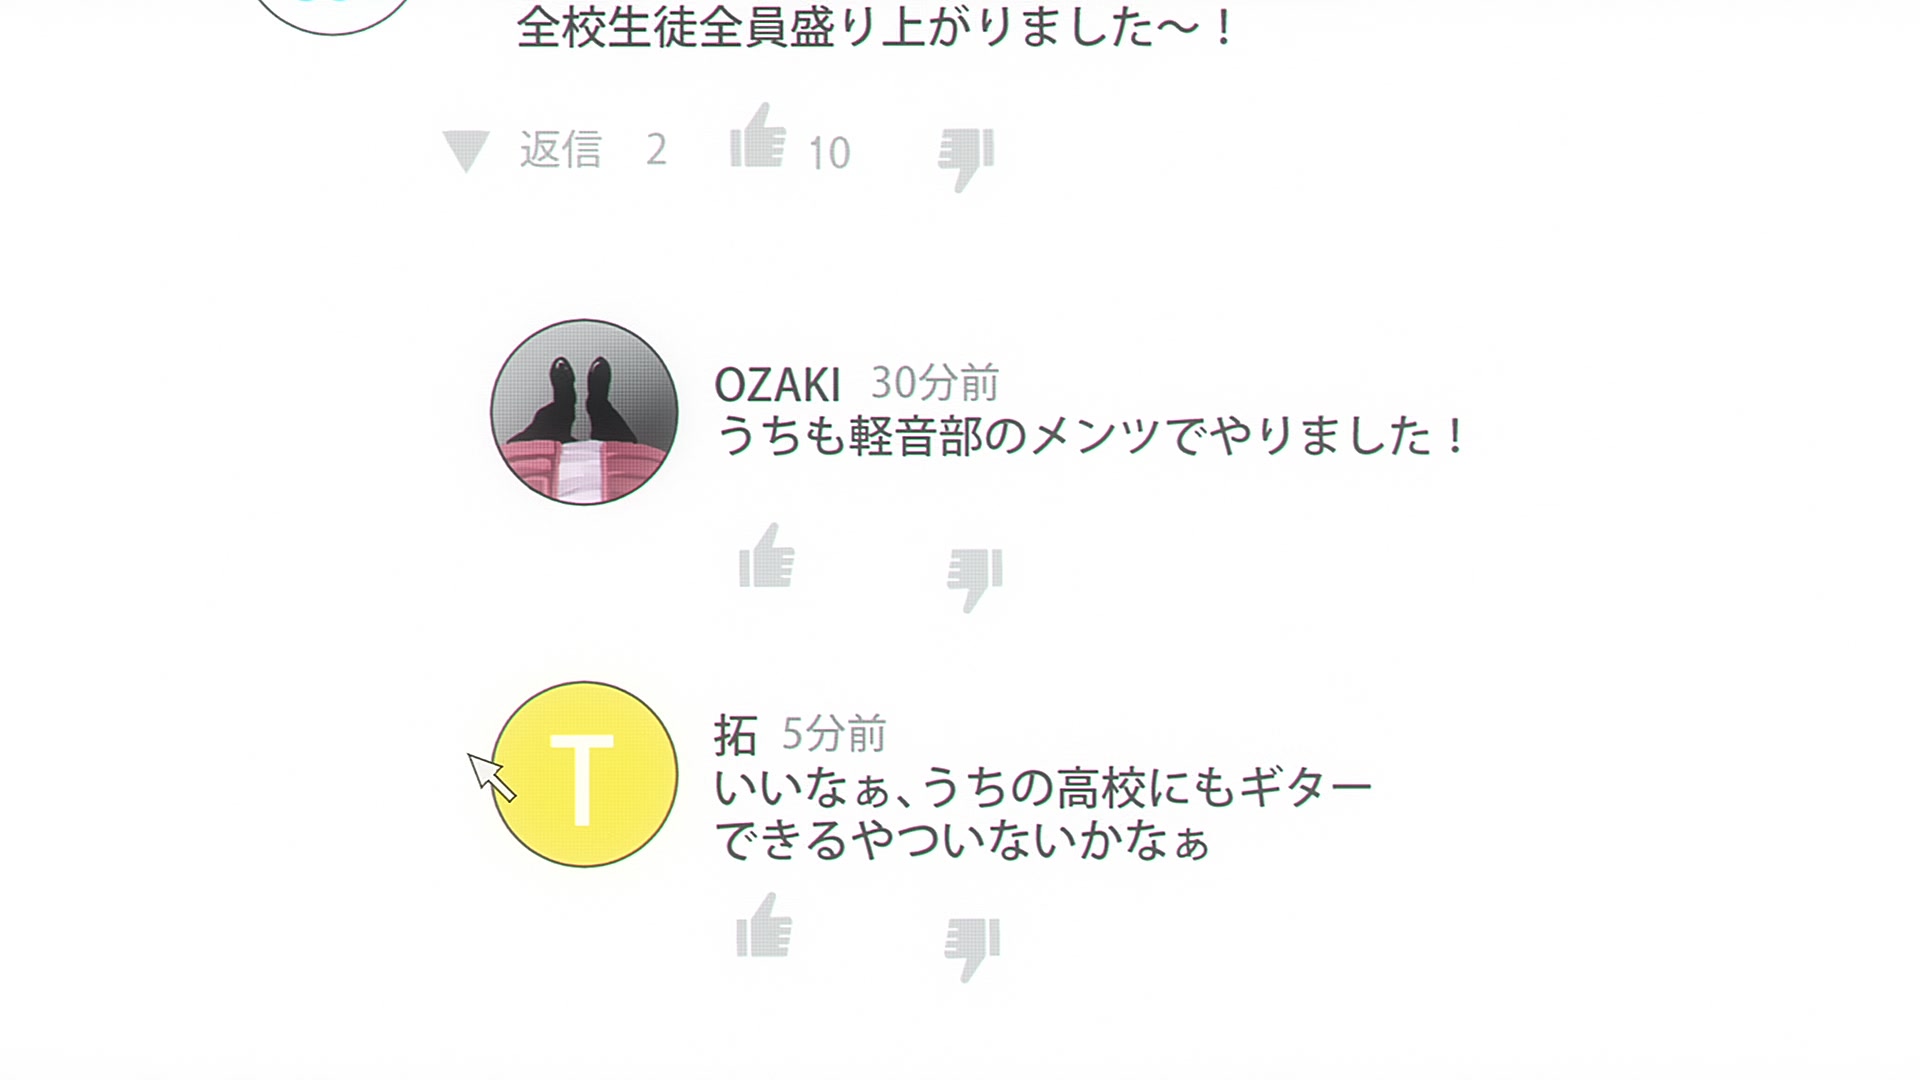 全校生徒全員盛り上がりました～！
返信 2 10
OZAKI 30分前
うちも軽音部のメンツでやりました！
T
拓 5分前
いいなぁ、うちの高校にもギター
できるやついないかなぁ